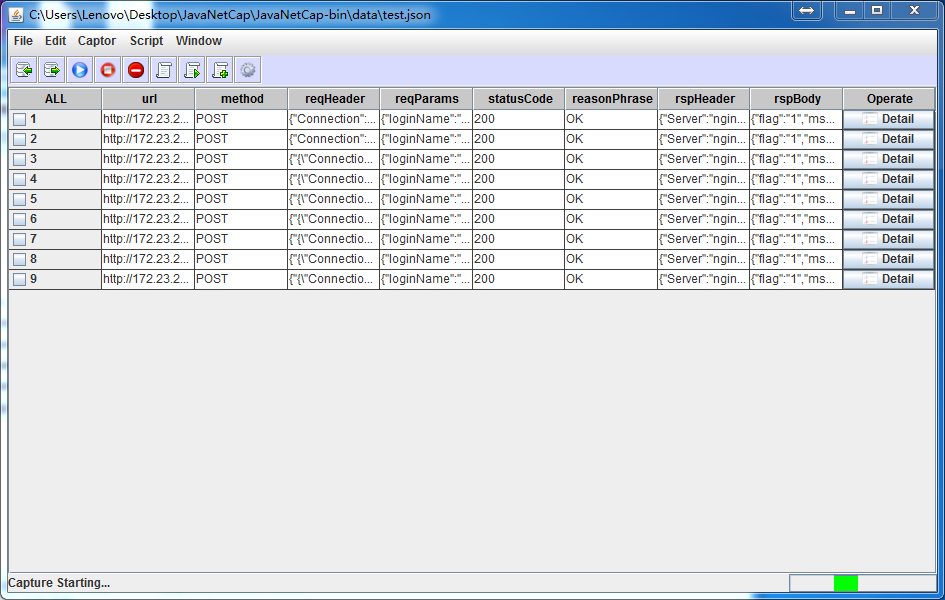 C:\Users\Lenovo\Desktop\JavaNetCap\JavaNetCap-bin\data\test.json
File Edit Captor Script Window
ALL url method reqHeader reqParams statusCode reasonPhrase rspHeader rspBody Operate
1 http://172.23.2... POST {"Connection":... {"loginName":"... 200 OK {"Server":"ngin... {"flag":"1","ms... Detail
2 http://172.23.2... POST {"Connection":... {"loginName":"... 200 OK {"Server":"ngin... {"flag":"1","ms... Detail
3 http://172.23.2... POST {"{\"Connectio... {"loginName":"... 200 OK {"Server":"ngin... {"flag":"1","ms... Detail
4 http://172.23.2... POST {"{\"Connectio... {"loginName":"... 200 OK {"Server":"ngin... {"flag":"1","ms... Detail
5 http://172.23.2... POST {"{\"Connectio... {"loginName":"... 200 OK {"Server":"ngin... {"flag":"1","ms... Detail
6 http://172.23.2... POST {"{\"Connectio... {"loginName":"... 200 OK {"Server":"ngin... {"flag":"1","ms... Detail
7 http://172.23.2... POST {"{\"Connectio... {"loginName":"... 200 OK {"Server":"ngin... {"flag":"1","ms... Detail
8 http://172.23.2... POST {"{\"Connectio... {"loginName":"... 200 OK {"Server":"ngin... {"flag":"1","ms... Detail
9 http://172.23.2... POST {"{\"Connectio... {"loginName":"... 200 OK {"Server":"ngin... {"flag":"1","ms... Detail
Capture Starting...